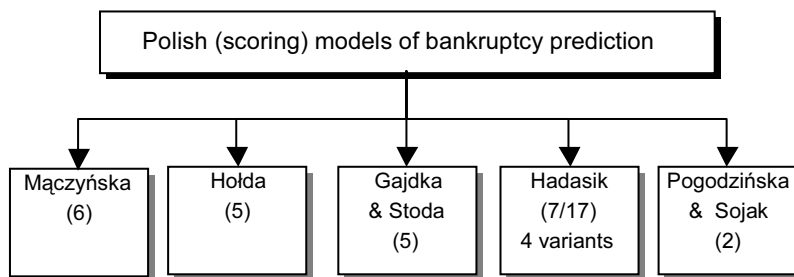 Polish (scoring) models of bankruptcy prediction
Mączyńska
(6)
Hołda
(5)
Gajdka
& Stoda
(5)
Hadasik
(7/17)
4 variants
Pogodzińska
& Sojak
(2)